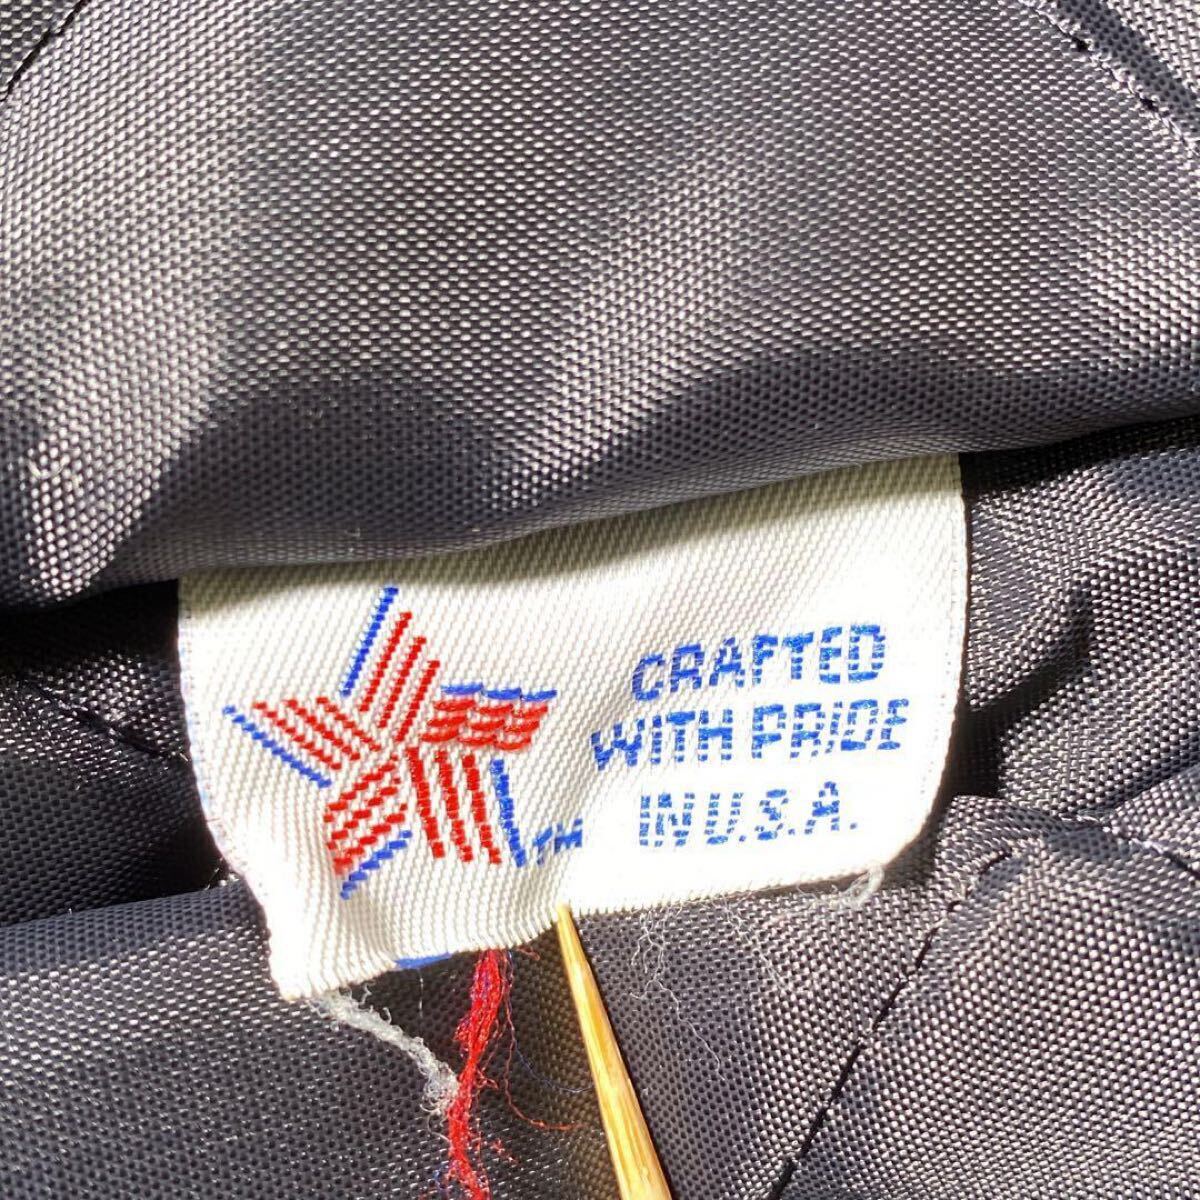 CRAFTED
WITH PRIDE
IN U.S.A.
TM